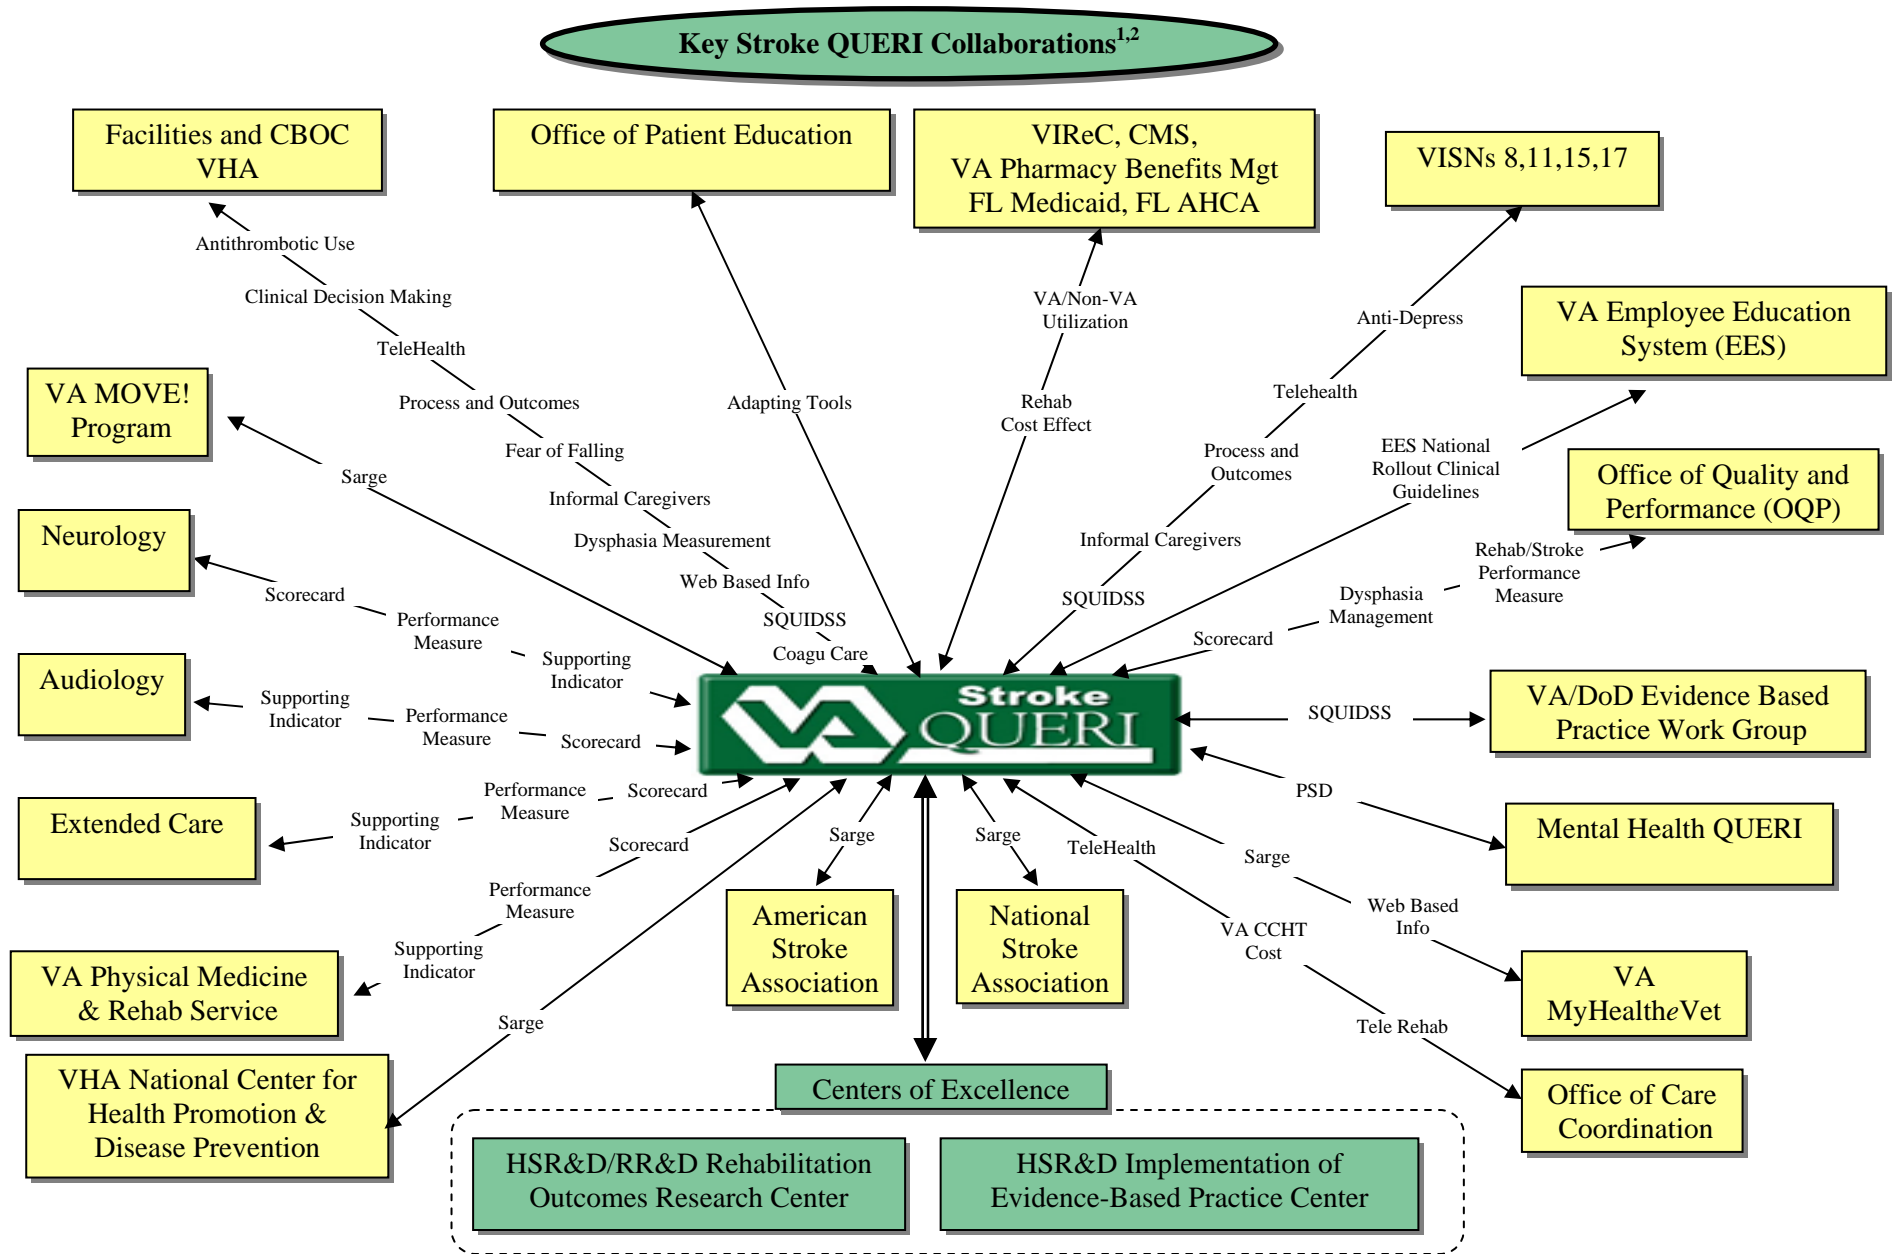 Key Stroke QUERI Collaborations1,2
Facilities and CBOC
VHA
Office of Patient Education
VIReC, CMS,
VA Pharmacy Benefits Mgt
FL Medicaid, FL AHCA
VISNs 8,11,15,17
Antithrombotic Use
Clinical Decision Making
TeleHealth
Process and Outcomes
Fear of Falling
Informal Caregivers
Dysphasia Measurement
Web Based Info
SQUIDSS
Coagu Care
Adapting Tools
VA/Non-VA
Utilization
Rehab
Cost Effect
Anti-Depress
Telehealth
Process and
Outcomes
Informal Caregivers
SQUIDSS
VA Employee Education
System (EES)
EES National
Rollout Clinical
Guidelines
Office of Quality and
Performance (OQP)
Rehab/Stroke
Performance
Measure
Dysphasia
Management
Scorecard
VA MOVE!
Program
Sarge
Neurology
Scorecard
Performance
Measure
Supporting
Indicator
Audiology
Supporting
Indicator
Performance
Measure
Scorecard
VA
Stroke
QUERI
SQUIDSS
VA/DoD Evidence Based
Practice Work Group
PSD
Mental Health QUERI
Extended Care
Supporting
Indicator
Performance
Measure
Scorecard
VA Physical Medicine
& Rehab Service
Supporting
Indicator
Performance
Measure
Scorecard
VHA National Center for
Health Promotion &
Disease Prevention
Sarge
Sarge
American
Stroke
Association
Sarge
National
Stroke
Association
TeleHealth
VA CCHT
Cost
Tele Rehab
Office of Care
Coordination
Sarge
Web Based
Info
VA
MyHealtheVet
Centers of Excellence
HSR&D/RR&D Rehabilitation
Outcomes Research Center
HSR&D Implementation of
Evidence-Based Practice Center